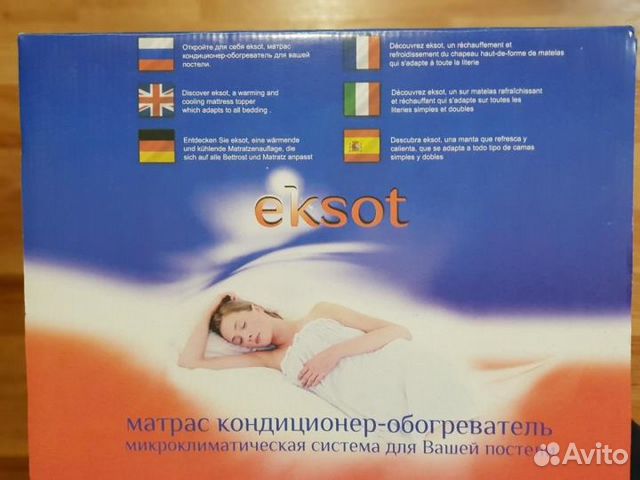 Откройте для себя eksot, матрас
кондиционер-обогреватель для вашей
постели.
Discover eksot, a warming and
cooling mattress topper
which adapts to all bedding .
Entdecken Sie eksot, eine wärmende
und kühlende Matratzenauflage, die
sich auf alle Bettrost und Matratz anpasst
Découvrez eksot, un réchauffement et
refroidissement du chapeau haut-de-forme de matelas
qui s'adapte à toute la literie
Découvrez eksot, un sur matelas rafraîchissant
et réchauffant qui s'adapte sur toutes les
literies simples et doubles
Descubra eksot, una manta que refresca y
calienta, que se adapta a todo tipo de camas
simples y dobles
eksot
матрас кондиционер-обогреватель
микроклиматическая система для Вашей постели
Avito